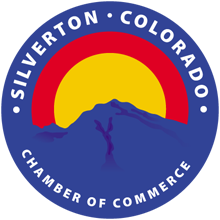 • SILVERTON • COLORADO •
CHAMBER OF COMMERCE